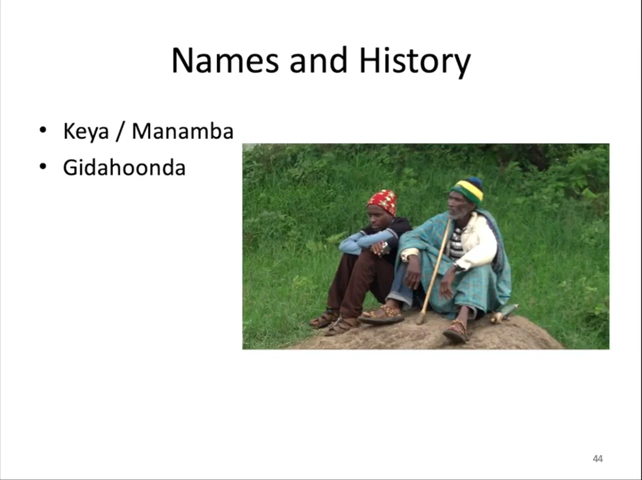 Names and History
• Keya / Manamba
• Gidahoonda
44